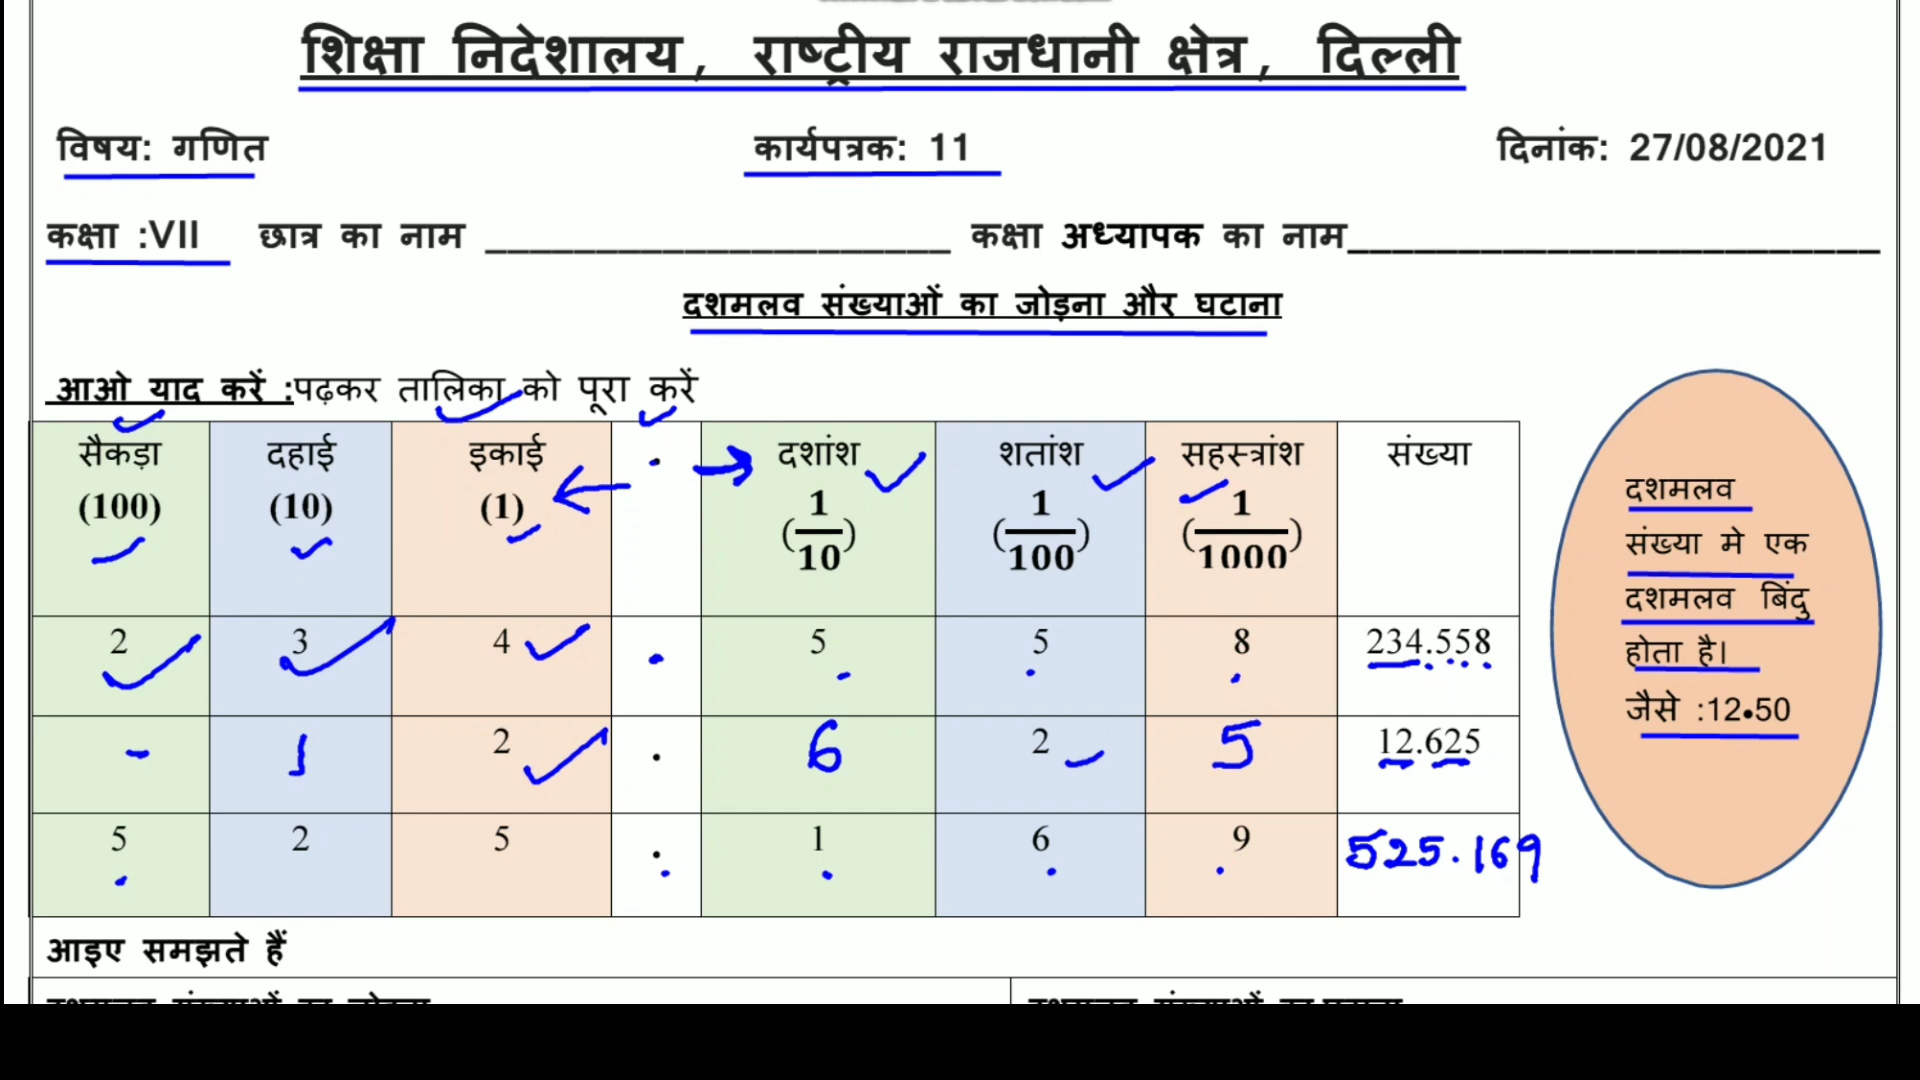 शिक्षा निदेशालय, राष्ट्रीय राजधानी क्षेत्र, दिल्ली
विषय: गणित कार्यपत्रक: 11 दिनांक: 27/08/2021
कक्षा :VII छात्र का नाम ____________________ कक्षा अध्यापक का नाम________________________
दशमलव संख्याओं का जोड़ना और घटाना
आओ याद करें :पढ़कर तालिका को पूरा करें
सैकड़ा दहाई इकाई . दशांश शतांश सहस्त्रांश संख्या
(100) (10) (1) (1/10) (1/100) (1/1000)
2 3 4 . 5 5 8 234.558
- 1 2 . 6 2 5 12.625
5 2 5 . 1 6 9 525.169
दशमलव
संख्या मे एक
दशमलव बिंदु
होता है।
जैसे :12•50
आइए समझते हैं